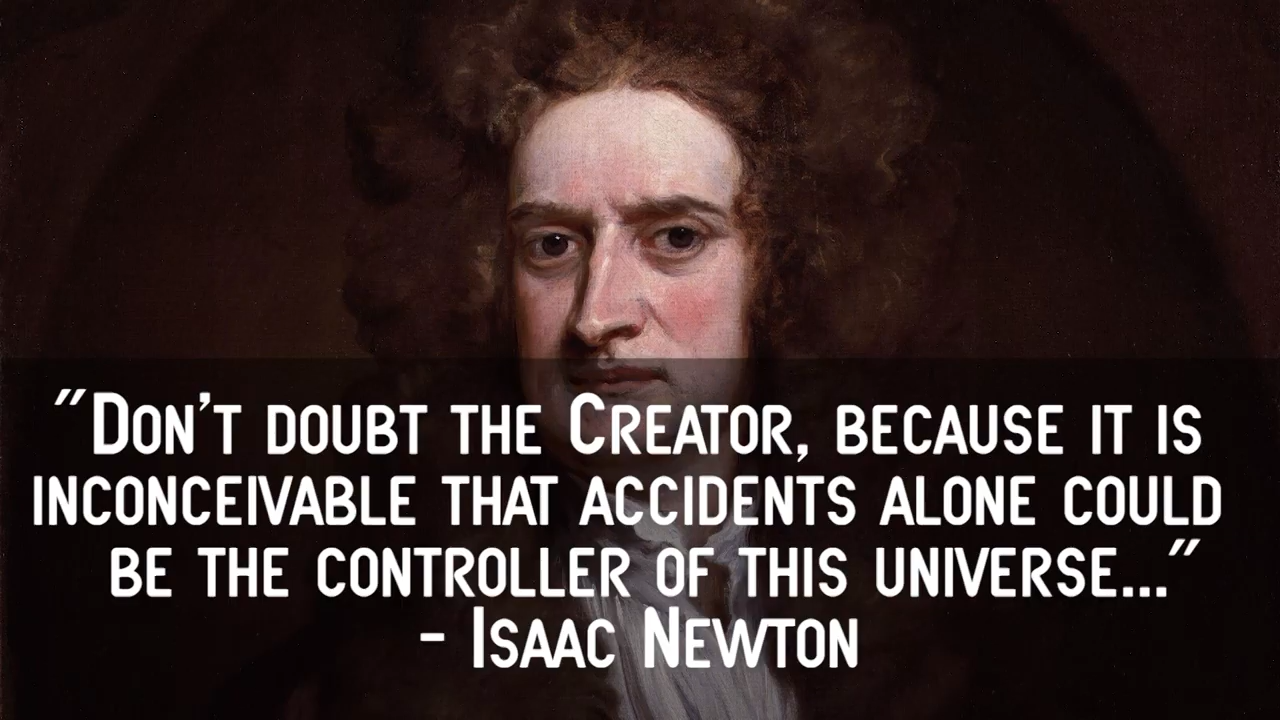 "Don't doubt the Creator, because it is
inconceivable that accidents alone could
be the controller of this universe..."
- Isaac Newton